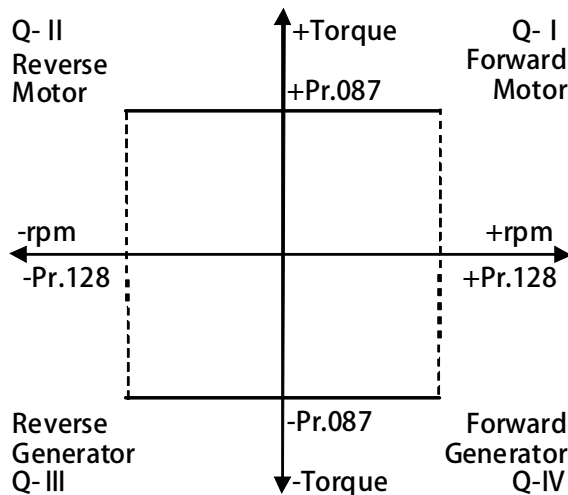 Q- II
Reverse
Motor
+Torque
+Pr.087
Q- I
Forward
Motor
-rpm
-Pr.128
+rpm
+Pr.128
Reverse
Generator
Q-III
-Pr.087
-Torque
Forward
Generator
Q-IV